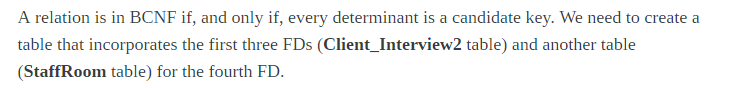 A relation is in BCNF if, and only if, every determinant is a candidate key. We need to create a
table that incorporates the first three FDs (Client_Interview2 table) and another table
(StaffRoom table) for the fourth FD.